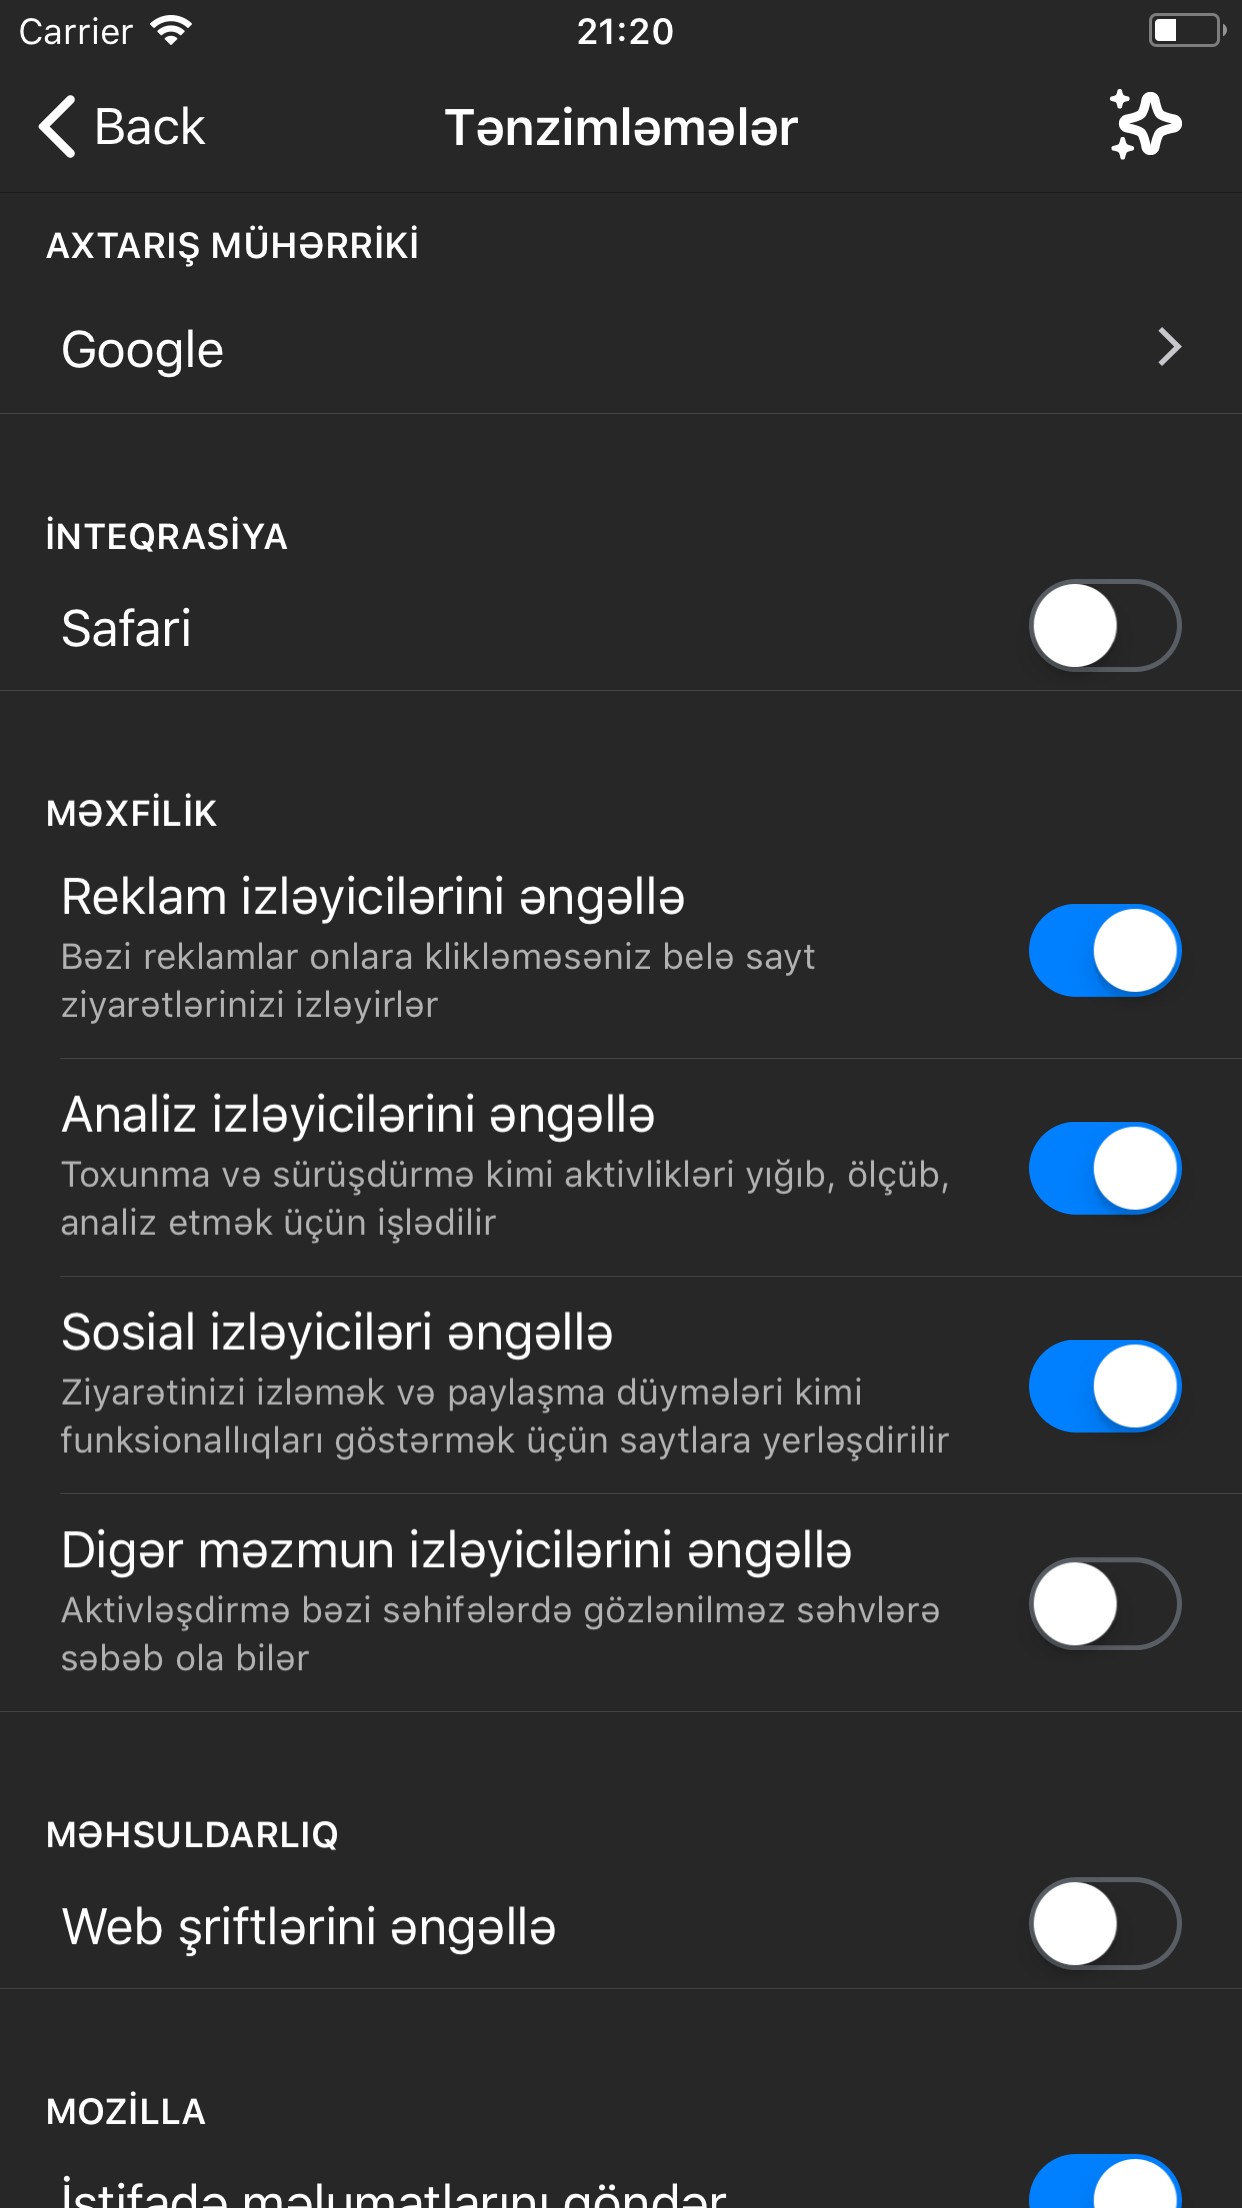 Carrier
21:20
Back
Tənzimləmələr
AXTARIŞ MÜHƏRRİKİ
Google
İNTEQRASİYA
Safari
MƏXFİLİK
Reklam izləyicilərini əngəllə
Bəzi reklamlar onlara klikləməsəniz belə sayt
ziyarətlərinizi izləyirlər
Analiz izləyicilərini əngəllə
Toxunma və sürüşdürmə kimi aktivlikləri yığıb, ölçüb,
analiz etmək üçün işlədilir
Sosial izləyiciləri əngəllə
Ziyarətinizi izləmək və paylaşma düymələri kimi
funksionallıqları göstərmək üçün saytlara yerləşdirilir
Digər məzmun izləyicilərini əngəllə
Aktivləşdirmə bəzi səhifələrdə gözlənilməz səhvlərə
səbəb ola bilər
MƏHSULDARLIQ
Web şriftlərini əngəllə
MOZİLLA
İstifadə məlumatlarını göndər